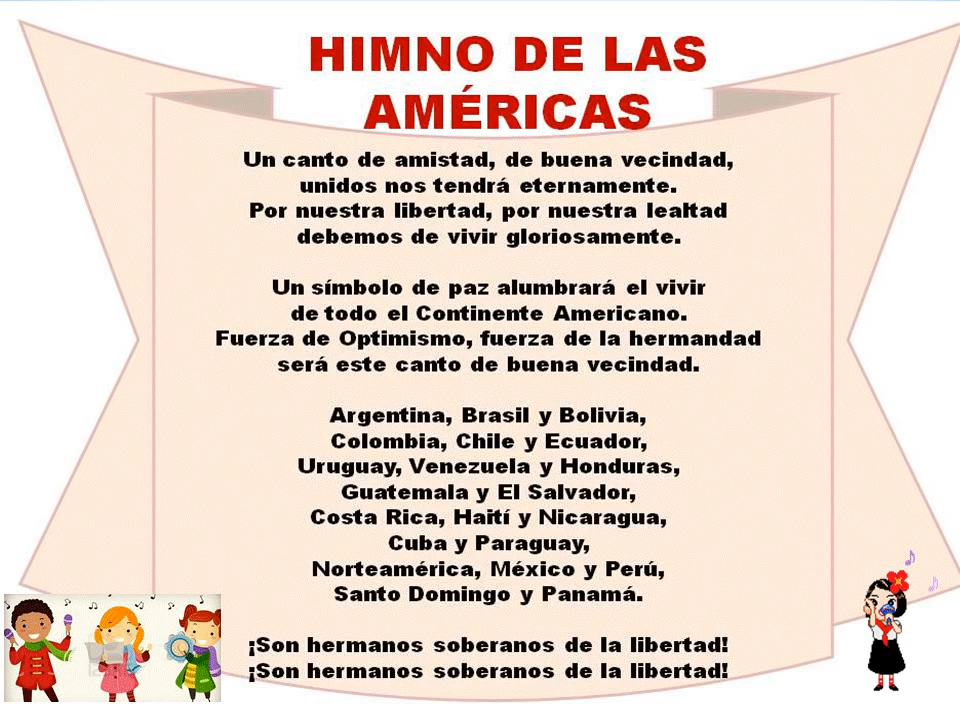 HIMNO DE LAS
AMÉRICAS
Un canto de amistad, de buena vecindad,
unidos nos tendrá eternamente.
Por nuestra libertad, por nuestra lealtad
debemos de vivir gloriosamente.
Un símbolo de paz alumbrará el vivir
de todo el Continente Americano.
Fuerza de Optimismo, fuerza de la hermandad
será este canto de buena vecindad.
Argentina, Brasil y Bolivia,
Colombia, Chile y Ecuador,
Uruguay, Venezuela y Honduras,
Guatemala y El Salvador,
Costa Rica, Haití y Nicaragua,
Cuba y Paraguay,
Norteamérica, México y Perú,
Santo Domingo y Panamá.
¡Son hermanos soberanos de la libertad!
¡Son hermanos soberanos de la libertad!